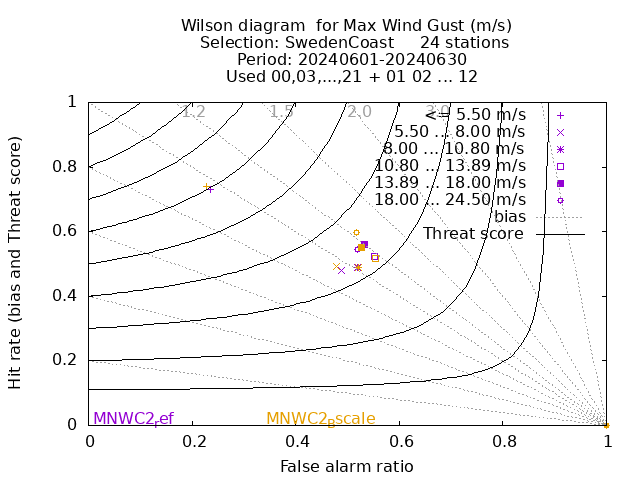 Wilson diagram  for Max Wind Gust (m/s)
Selection: SwedenCoast     24 stations
Period: 20240601-20240630
Used 00,03,...,21 + 01 02 ... 12
Hit rate (bias and Threat score)
1
0.8
0.6
0.4
0.2
0
1.2 1.5 2.0 3.0
<= 5.50 m/s
5.50 ... 8.00 m/s
8.00 ... 10.80 m/s
10.80 ... 13.89 m/s
13.89 ... 18.00 m/s
18.00 ... 24.50 m/s
bias
Threat score
MNWC2ref MNWC2Bscale
0 0.2 0.4 0.6 0.8 1
False alarm ratio